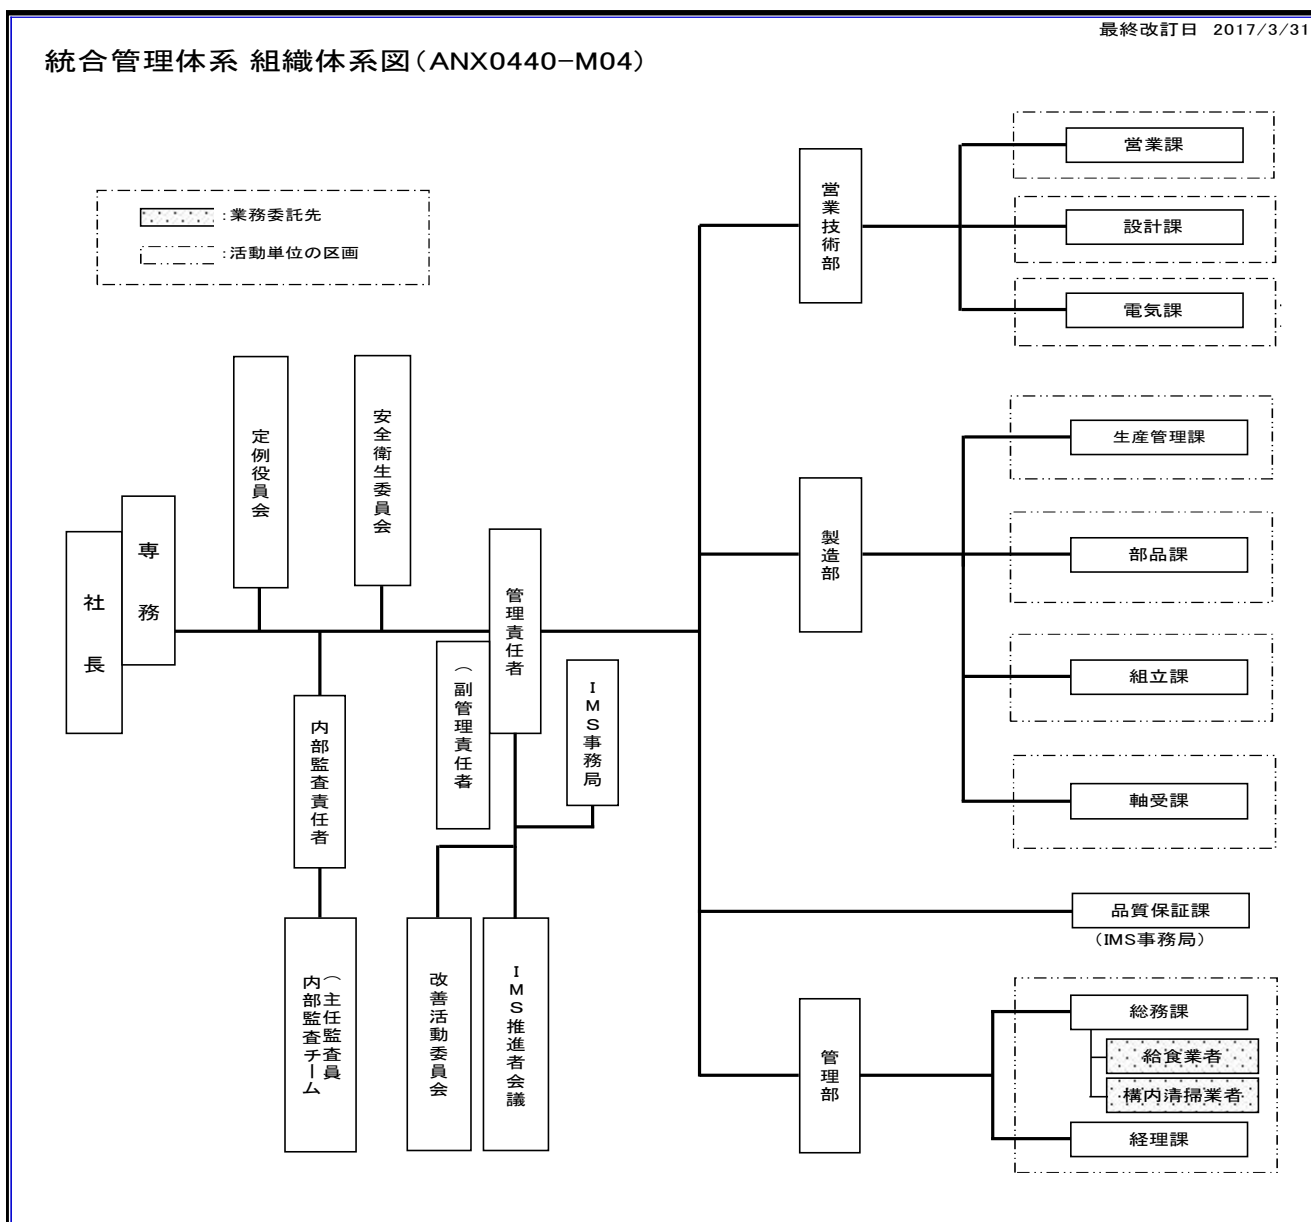 最終改訂日 2017/3/31
統合管理体系 組織体系図(ANX0440-M04)
:業務委託先
:活動単位の区画
社長
専務
定例役員会
安全衛生委員会
内部監査責任者
(主任監査員
内部監査チーム
管理責任者
(副管理責任者
IMS事務局
改善活動委員会
IMS推進者会議
営業技術部
営業課
設計課
電気課
製造部
生産管理課
部品課
組立課
軸受課
品質保証課
(IMS事務局)
管理部
総務課
給食業者
構内清掃業者
経理課